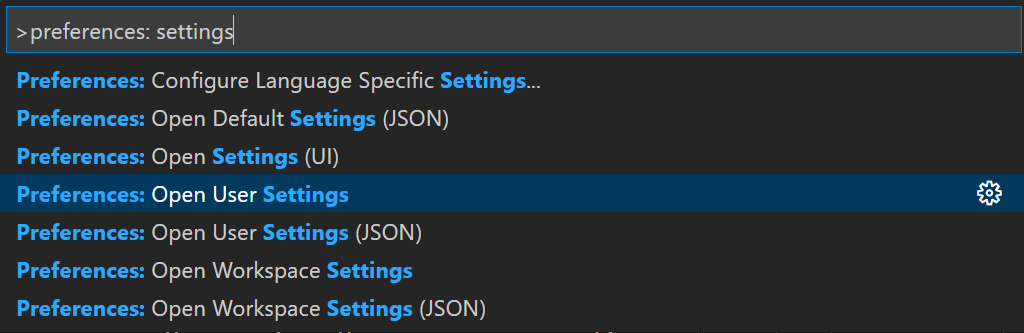 >preferences: settings
Preferences: Configure Language Specific Settings...
Preferences: Open Default Settings (JSON)
Preferences: Open Settings (UI)
Preferences: Open User Settings
Preferences: Open User Settings (JSON)
Preferences: Open Workspace Settings
Preferences: Open Workspace Settings (JSON)